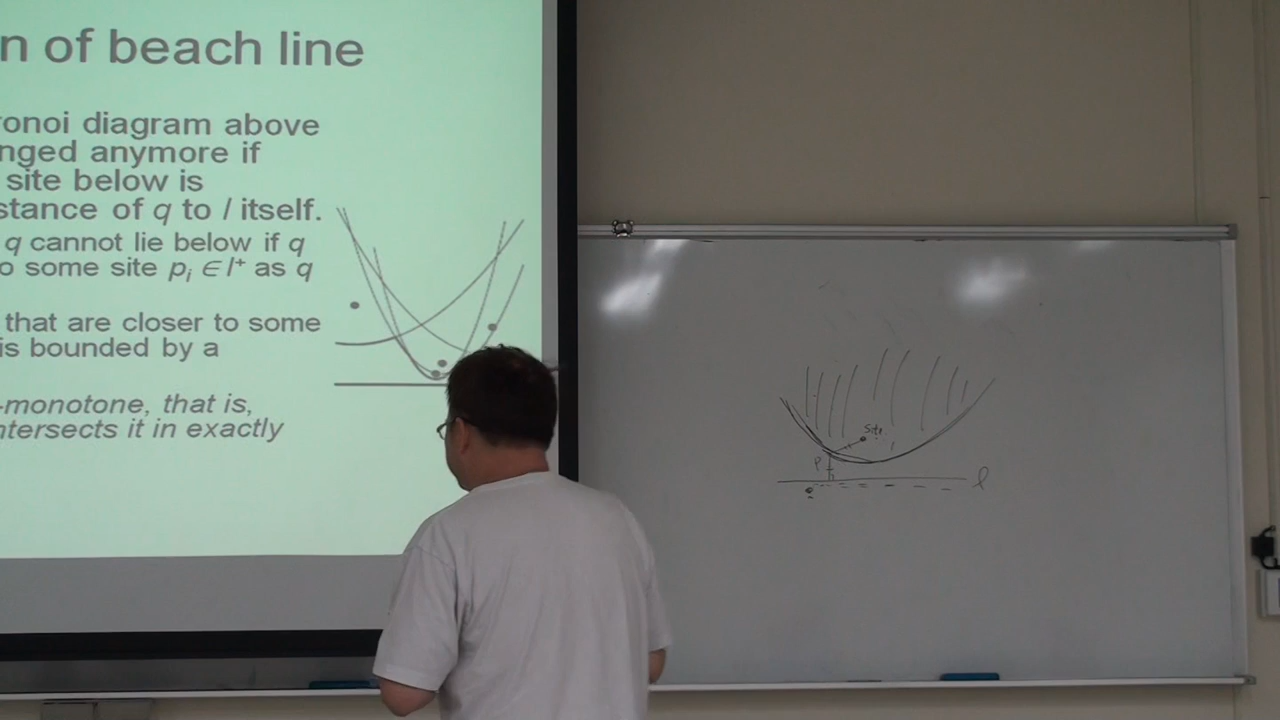 n of beach line
ronoi diagram above
nged anymore if
site below is
stance of q to l itself.
q cannot lie below if q
o some site pᵢ ∈ l⁺ as q
that are closer to some
is bounded by a
-monotone, that is,
ntersects it in exactly
Site
P
l